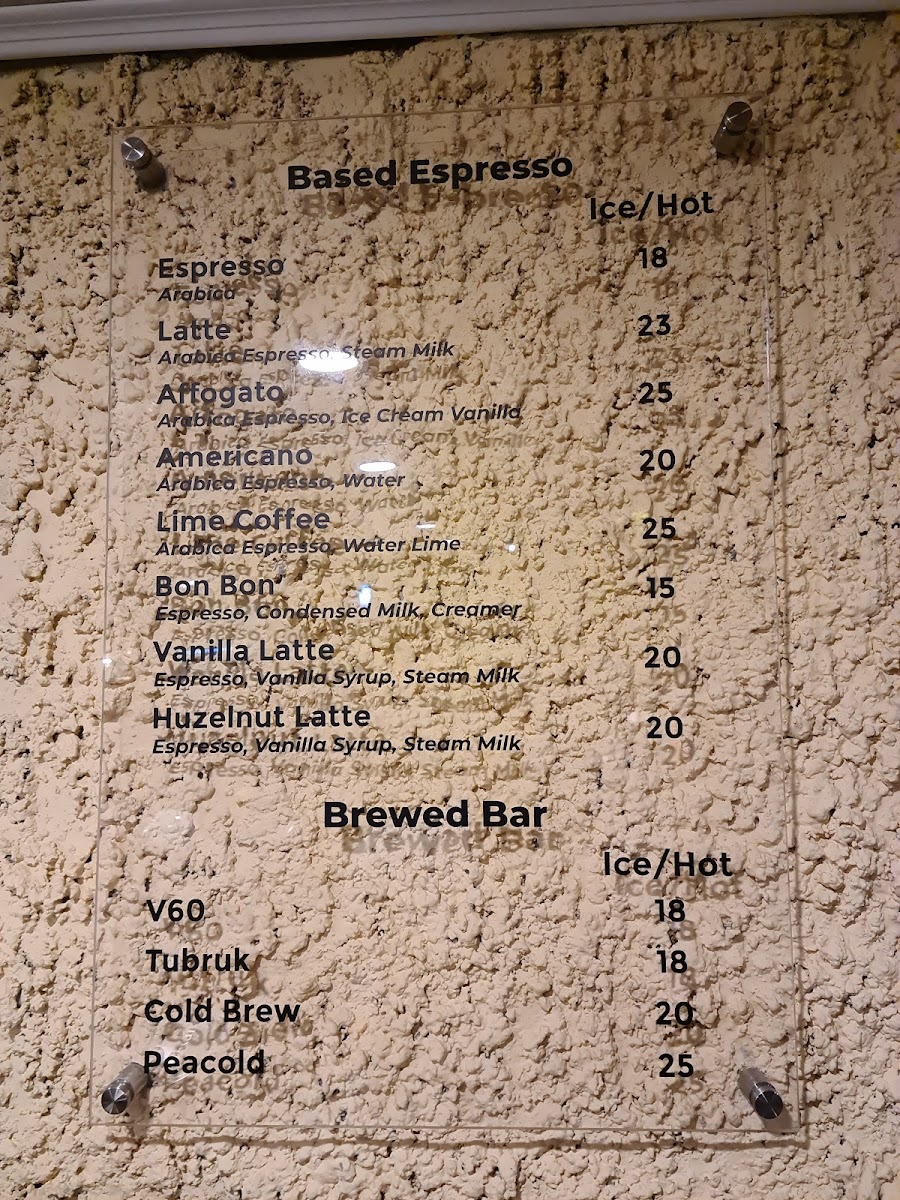 Based Espresso
Ice/Hot
Espresso 18
Arabica
Latte 23
Arabica Espresso, Steam Milk
Affogato 25
Arabica Espresso, Ice Cream Vanilla
Americano 20
Arabica Espresso, Water
Lime Coffee 25
Arabica Espresso, Water Lime
Bon Bon 15
Espresso, Condensed Milk, Creamer
Vanilla Latte 20
Espresso, Vanilla Syrup, Steam Milk
Huzelnut Latte 20
Espresso, Vanilla Syrup, Steam Milk
Brewed Bar
Ice/Hot
V60 18
Tubruk 18
Cold Brew 20
Peacold 25